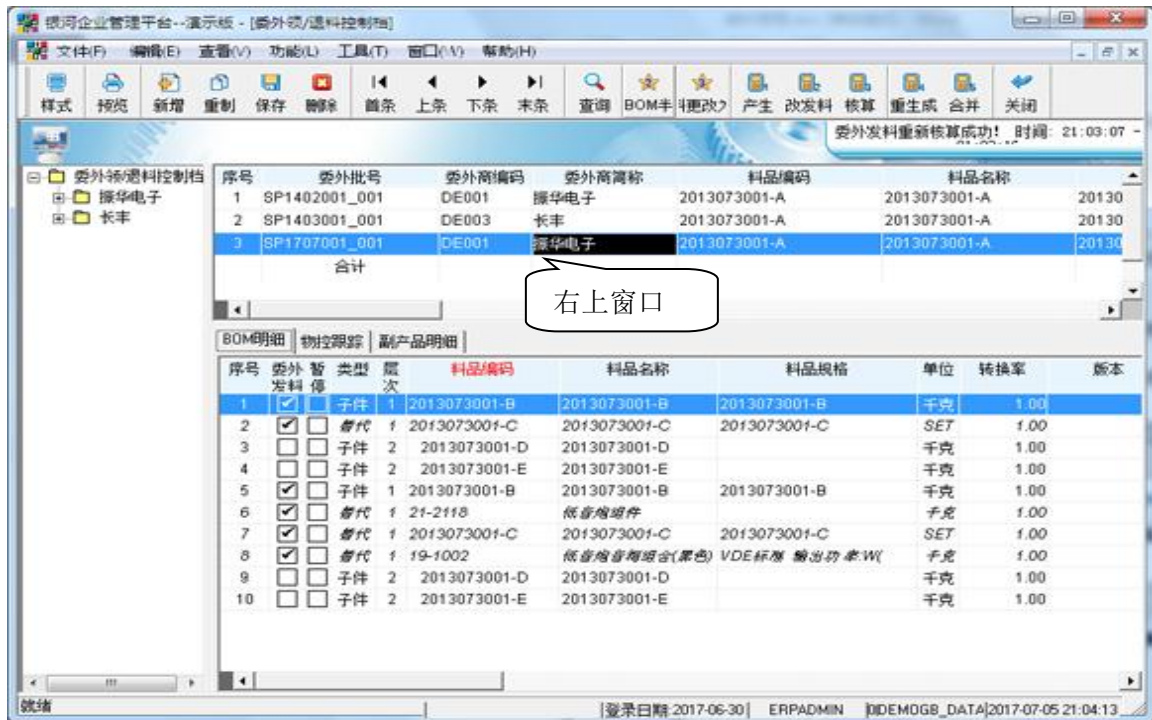 银河企业管理平台--演示版 - [委外领/退料控制档]
文件(F) 编辑(E) 查看(V) 功能(L) 工具(T) 窗口(W) 帮助(H)
样式 预览 新增 重制 保存 删除 首条 上条 下条 末条 查询 BOM半 料更改? 产生 改发料 核算 重生成 合并 关闭
委外发料重新核算成功! 时间: 21:03:07 -
委外领/退料控制档
振华电子
长丰
序号 委外批号 委外商编码 委外商简称 料品编码 料品名称
1 SP1402001_001 DE001 振华电子 2013073001-A 2013073001-A 20130
2 SP1403001_001 DE003 长丰 2013073001-A 2013073001-A 20130
3 SP1707001_001 DE001 振华电子 2013073001-A 2013073001-A 20130
合计
右上窗口
BOM明细 物控跟踪 副产品明细
序号 委外发料 暂停 类型 层次 料品编码 料品名称 料品规格 单位 转换率 版本
1 子件 1 2013073001-B 2013073001-B 2013073001-B 千克 1.00
2 替代 1 2013073001-C 2013073001-C 2013073001-C SET 1.00
3 子件 2 2013073001-D 2013073001-D 千克 1.00
4 子件 2 2013073001-E 2013073001-E 千克 1.00
5 子件 1 2013073001-B 2013073001-B 2013073001-B 千克 1.00
6 替代 1 21-2118 低音炮组件 千克 1.00
7 替代 1 2013073001-C 2013073001-C 2013073001-C SET 1.00
8 替代 1 19-1002 低音炮音箱组合(黑色) VDE标准 输出功率:W( 千克 1.00
9 子件 2 2013073001-D 2013073001-D 千克 1.00
10 子件 2 2013073001-E 2013073001-E 千克 1.00
就绪 登录日期:2017-06-30 ERPADMIN DEMOGB_DATA 2017-07-05 21:04:13